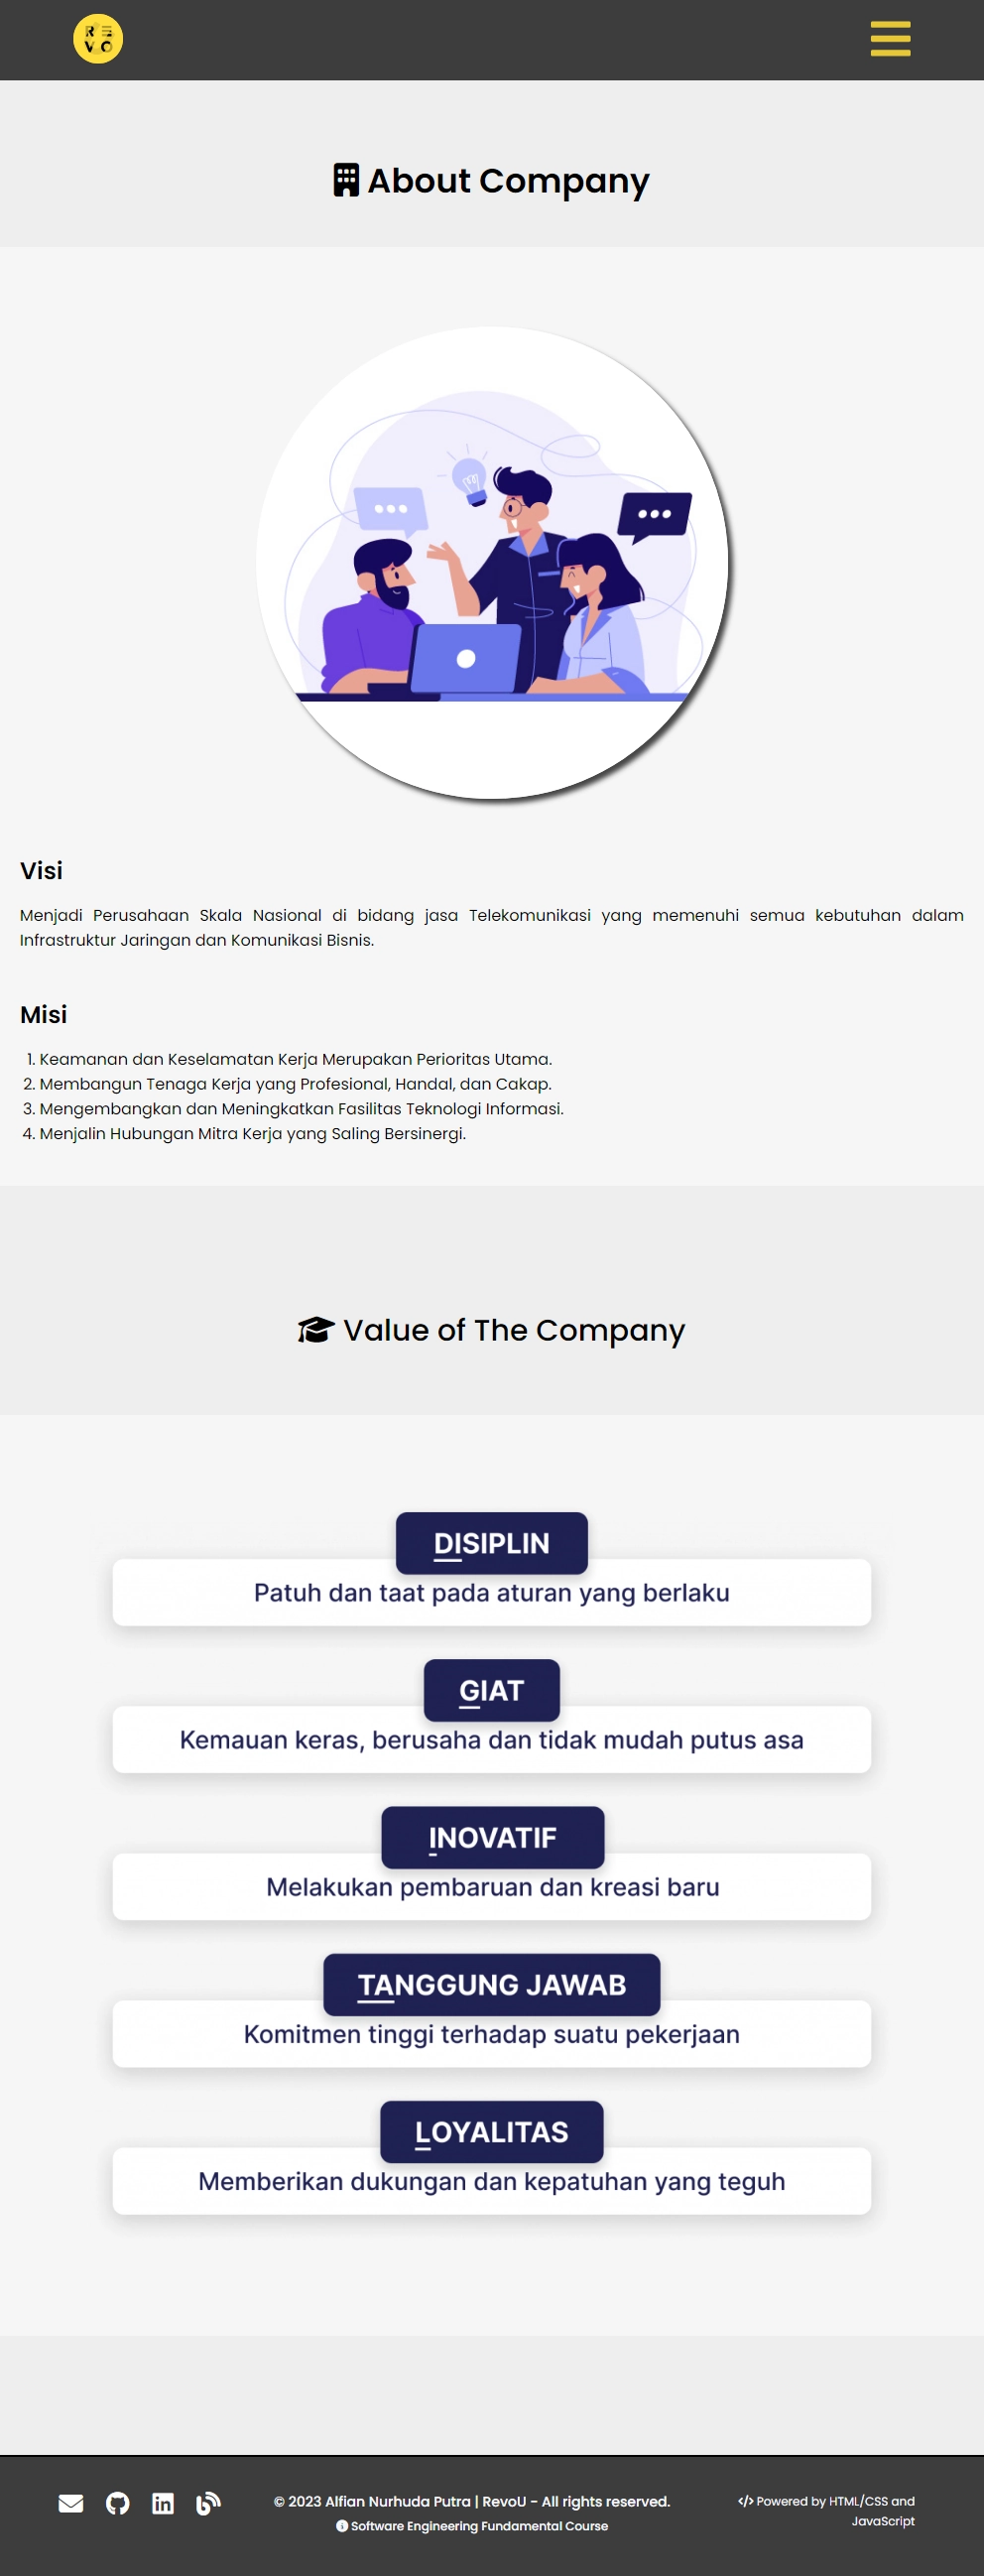 RE
VO
About Company
Visi
Menjadi Perusahaan Skala Nasional di bidang jasa Telekomunikasi yang memenuhi semua kebutuhan dalam
Infrastruktur Jaringan dan Komunikasi Bisnis.
Misi
1. Keamanan dan Keselamatan Kerja Merupakan Perioritas Utama.
2. Membangun Tenaga Kerja yang Profesional, Handal, dan Cakap.
3. Mengembangkan dan Meningkatkan Fasilitas Teknologi Informasi.
4. Menjalin Hubungan Mitra Kerja yang Saling Bersinergi.
Value of The Company
DISIPLIN
Patuh dan taat pada aturan yang berlaku
GIAT
Kemauan keras, berusaha dan tidak mudah putus asa
INOVATIF
Melakukan pembaruan dan kreasi baru
TANGGUNG JAWAB
Komitmen tinggi terhadap suatu pekerjaan
LOYALITAS
Memberikan dukungan dan kepatuhan yang teguh
© 2023 Alfian Nurhuda Putra | RevoU - All rights reserved.
Software Engineering Fundamental Course
</> Powered by HTML/CSS and
JavaScript